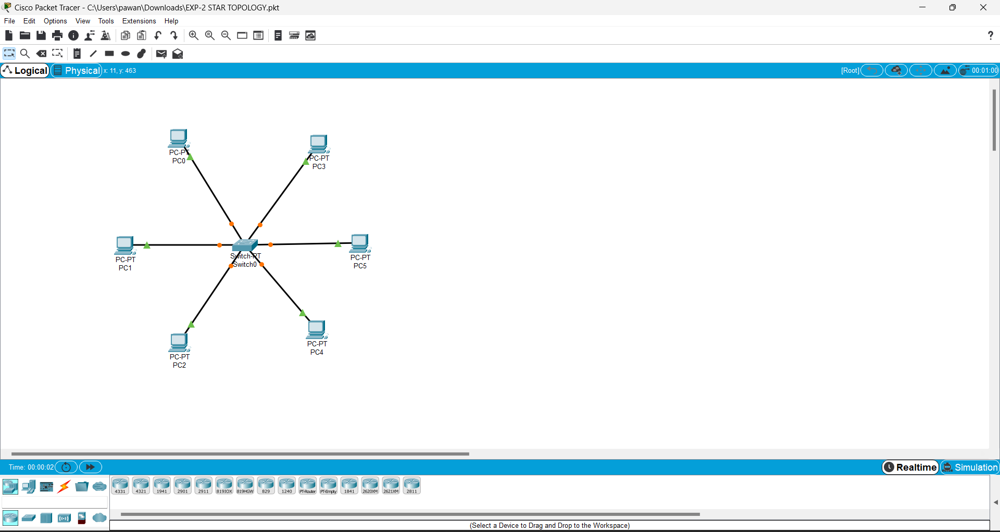 Cisco Packet Tracer - C:\Users\pawan\Downloads\EXP-2 STAR TOPOLOGY.pkt
File Edit Options View Tools Extensions Help
?
Logical Physical x: 11, y: 463 [Root] 00:01:00
PC-PT
PC0
PC-PT
PC3
PC-PT
PC1
Switch-PT
Switch0
PC-PT
PC5
PC-PT
PC4
PC-PT
PC2
Time: 00:00:02 Realtime Simulation
4331 4321 1941 2901 2911 819IOX 819HGW 829 1240 PT-Router PT-Empty 1841 2620XM 2621XM 2811
(Select a Device to Drag and Drop to the Workspace)